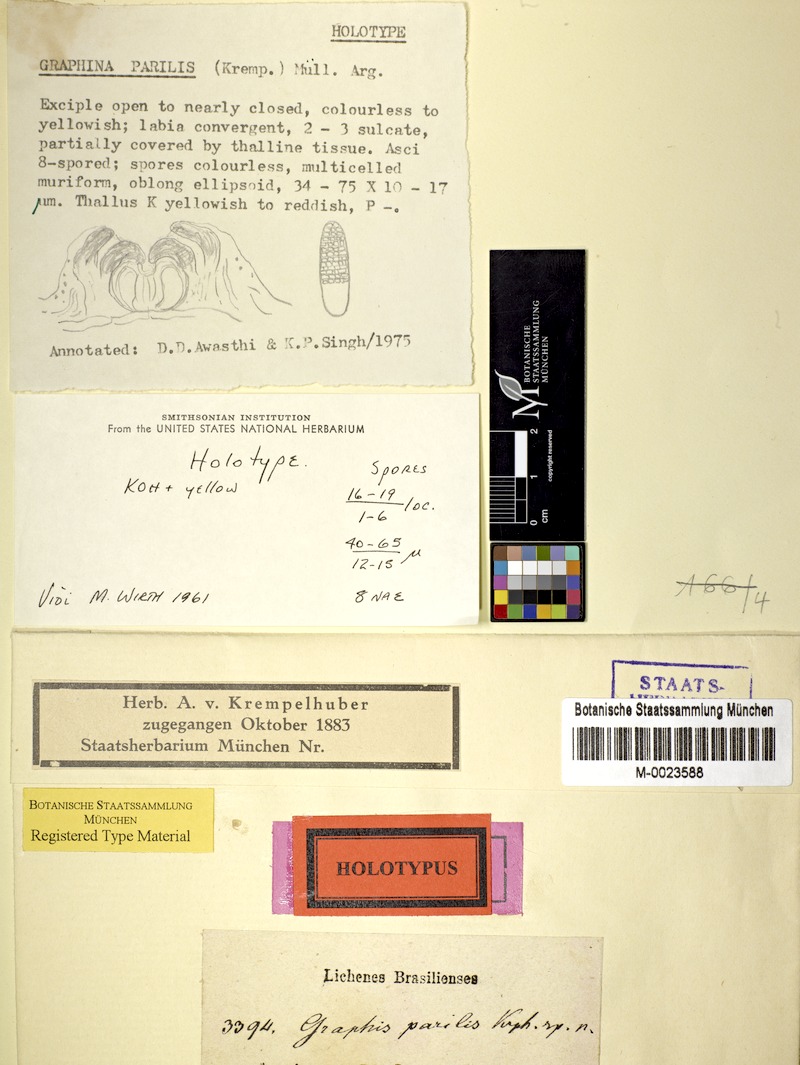 HOLOTYPE
GRAPHINA PARILIS (Kremp.) Müll. Arg.
Exciple open to nearly closed, colourless to
yellowish; labia convergent, 2 - 3 sulcate,
partially covered by thalline tissue. Asci
8-spored; spores colourless, multicelled
muriform, oblong ellipsoid, 34 - 75 X 10 - 17
µm. Thallus K yellowish to reddish, P -.
Annotated: D.D.Awasthi & K.P.Singh/1975
BOTANISCHE
STAATSSAMMLUNG
MÜNCHEN
0 1 2
cm
copyright reserved
SMITHSONIAN INSTITUTION
From the UNITED STATES NATIONAL HERBARIUM
Holotype.
KOH + yellow
SPORES
16-19
1-6 loc.
40-65
12-15 µ
8 NAE
Vidi M. WIRTH 1961
A66/4
STAATS-
Herb. A. v. Krempelhuber
zugegangen Oktober 1883
Staatsherbarium München Nr.
Botanische Staatssammlung München
M-0023588
BOTANISCHE STAATSSAMMLUNG
MÜNCHEN
Registered Type Material
HOLOTYPUS
Lichenes Brasilienses
3394. Graphis parilis Krph. sp. n.